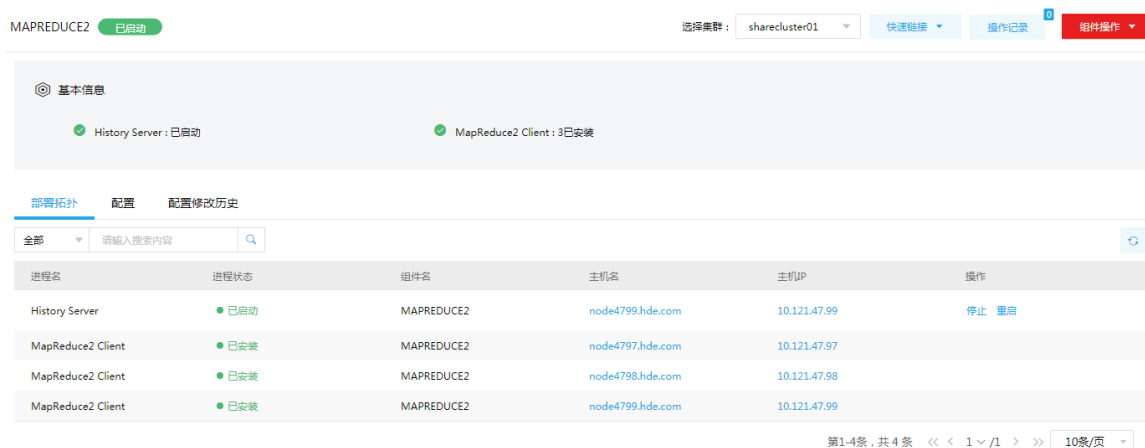 MAPREDUCE2 已启动 选择集群： sharecluster01 快速链接 操作记录 0 组件操作
基本信息
History Server : 已启动 MapReduce2 Client : 3已安装
部署拓扑 配置 配置修改历史
全部 请输入搜索内容
进程名 进程状态 组件名 主机名 主机IP 操作
History Server 已启动 MAPREDUCE2 node4799.hde.com 10.121.47.99 停止 重启
MapReduce2 Client 已安装 MAPREDUCE2 node4797.hde.com 10.121.47.97
MapReduce2 Client 已安装 MAPREDUCE2 node4798.hde.com 10.121.47.98
MapReduce2 Client 已安装 MAPREDUCE2 node4799.hde.com 10.121.47.99
第1-4条，共4条 1 /1 10条/页